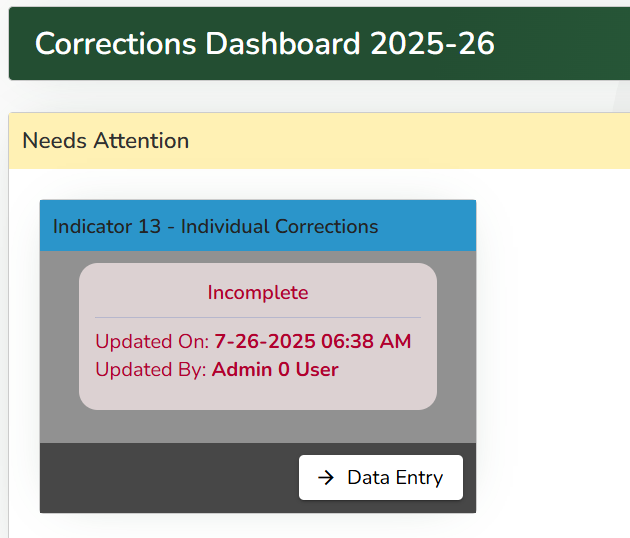 Corrections Dashboard 2025-26
Needs Attention
Indicator 13 - Individual Corrections
Incomplete
Updated On: 7-26-2025 06:38 AM
Updated By: Admin 0 User
Data Entry